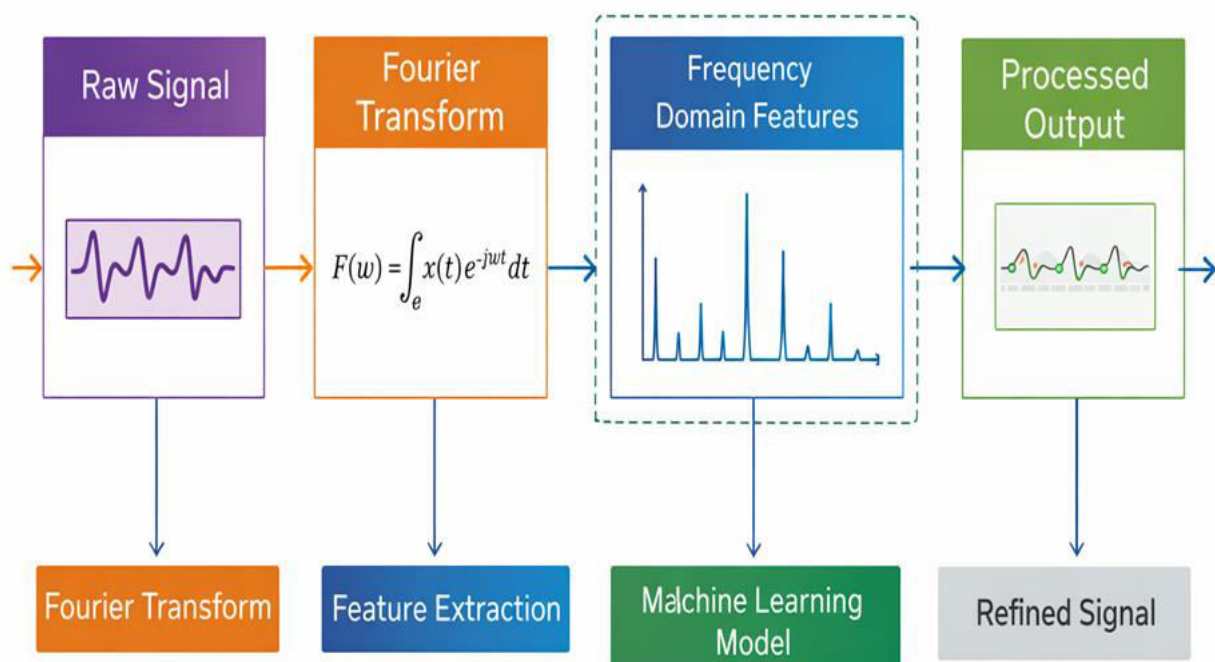 Raw Signal
Fourier
Transform
Frequency
Domain Features
Processed
Output
F(w) = ∫e x(t)e^-jwt dt
Fourier Transform
Feature Extraction
Machine Learning
Model
Refined Signal